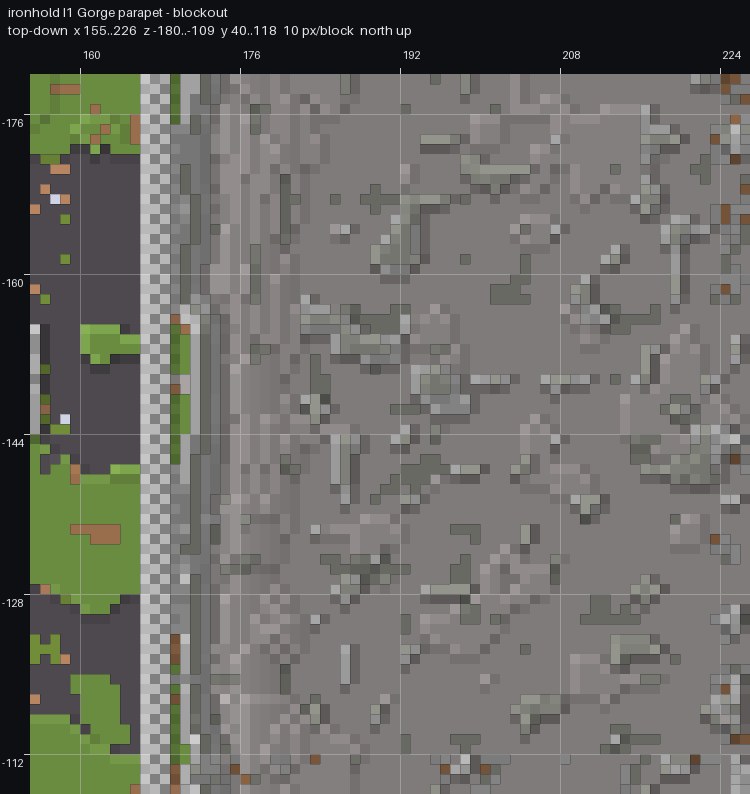 ironhold l1 Gorge parapet - blockout
top-down  x 155..226  z -180..-109  y 40..118  10 px/block  north up
160 176 192 208 224
-176
-160
-144
-128
-112